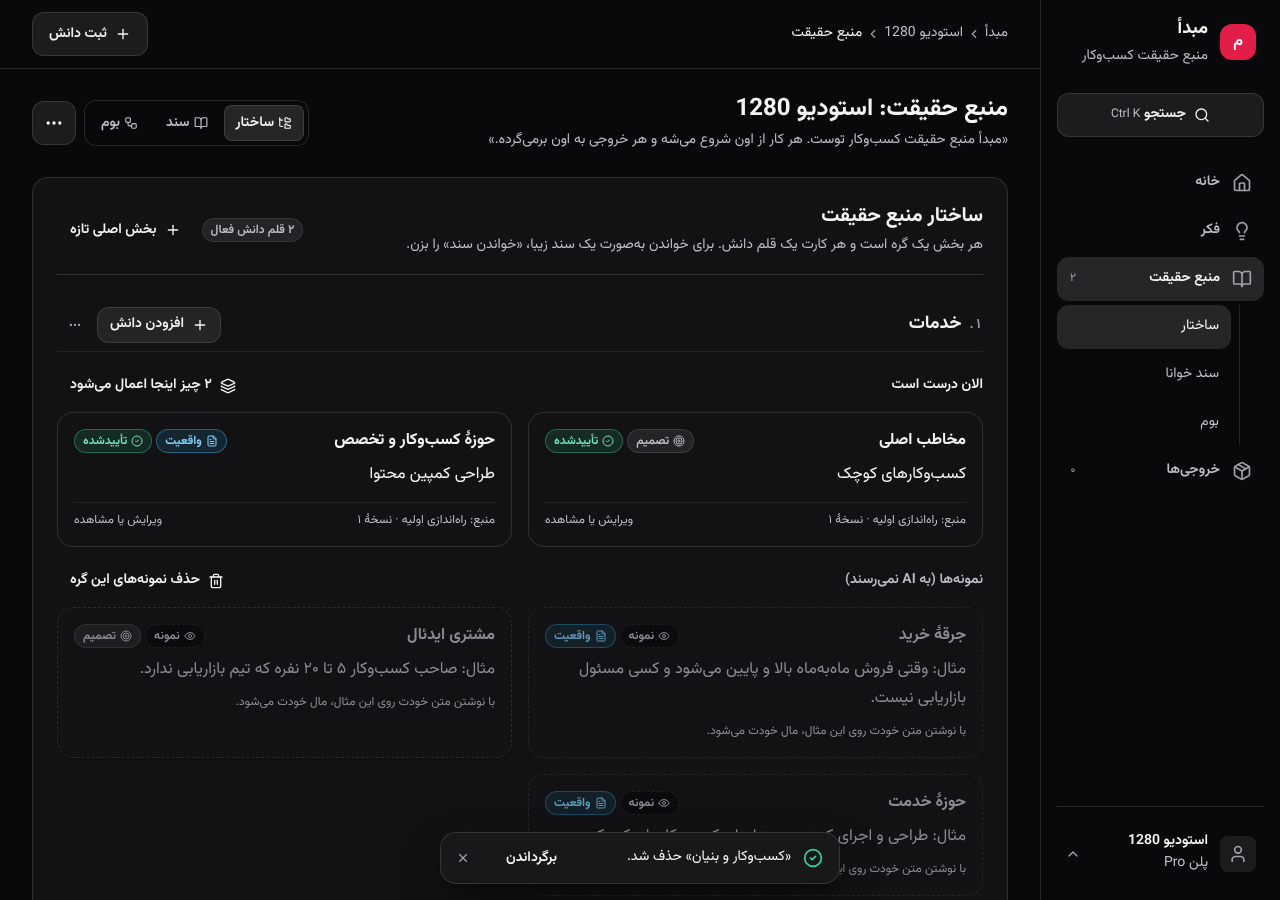 م
مبدأ
منبع حقیقت کسب‌وکار
جستجو Ctrl K
خانه
فکر
منبع حقیقت ۲
ساختار
سند خوانا
بوم
خروجی‌ها ۰
استودیو 1280
پلن Pro
مبدأ › استودیو 1280 › منبع حقیقت
ثبت دانش
منبع حقیقت: استودیو 1280
«مبدأ منبع حقیقت کسب‌وکار توست. هر کار از اون شروع می‌شه و هر خروجی به اون برمی‌گرده.»
ساختار سند بوم
ساختار منبع حقیقت
هر بخش یک گره است و هر کارت یک قلم دانش. برای خواندن به‌صورت یک سند زیبا، «خواندن سند» را بزن.
۲ قلم دانش فعال
بخش اصلی تازه
۱. خدمات
افزودن دانش
الان درست است
۲ چیز اینجا اعمال می‌شود
مخاطب اصلی تصمیم تأییدشده
کسب‌وکارهای کوچک
منبع: راه‌اندازی اولیه · نسخهٔ ۱ ویرایش یا مشاهده
حوزهٔ کسب‌وکار و تخصص واقعیت تأییدشده
طراحی کمپین محتوا
منبع: راه‌اندازی اولیه · نسخهٔ ۱ ویرایش یا مشاهده
نمونه‌ها (به AI نمی‌رسند)
حذف نمونه‌های این گره
جرقهٔ خرید نمونه واقعیت
مثال: وقتی فروش ماه‌به‌ماه بالا و پایین می‌شود و کسی مسئول
بازاریابی نیست.
با نوشتن متن خودت روی این مثال، مال خودت می‌شود.
مشتری ایدئال نمونه تصمیم
مثال: صاحب کسب‌وکار ۵ تا ۲۰ نفره که تیم بازاریابی ندارد.
با نوشتن متن خودت روی این مثال، مال خودت می‌شود.
حوزهٔ خدمت نمونه واقعیت
مثال: طراحی و اجرای
با نوشتن متن خودت روی
«کسب‌وکار و بنیان» حذف شد. برگرداندن